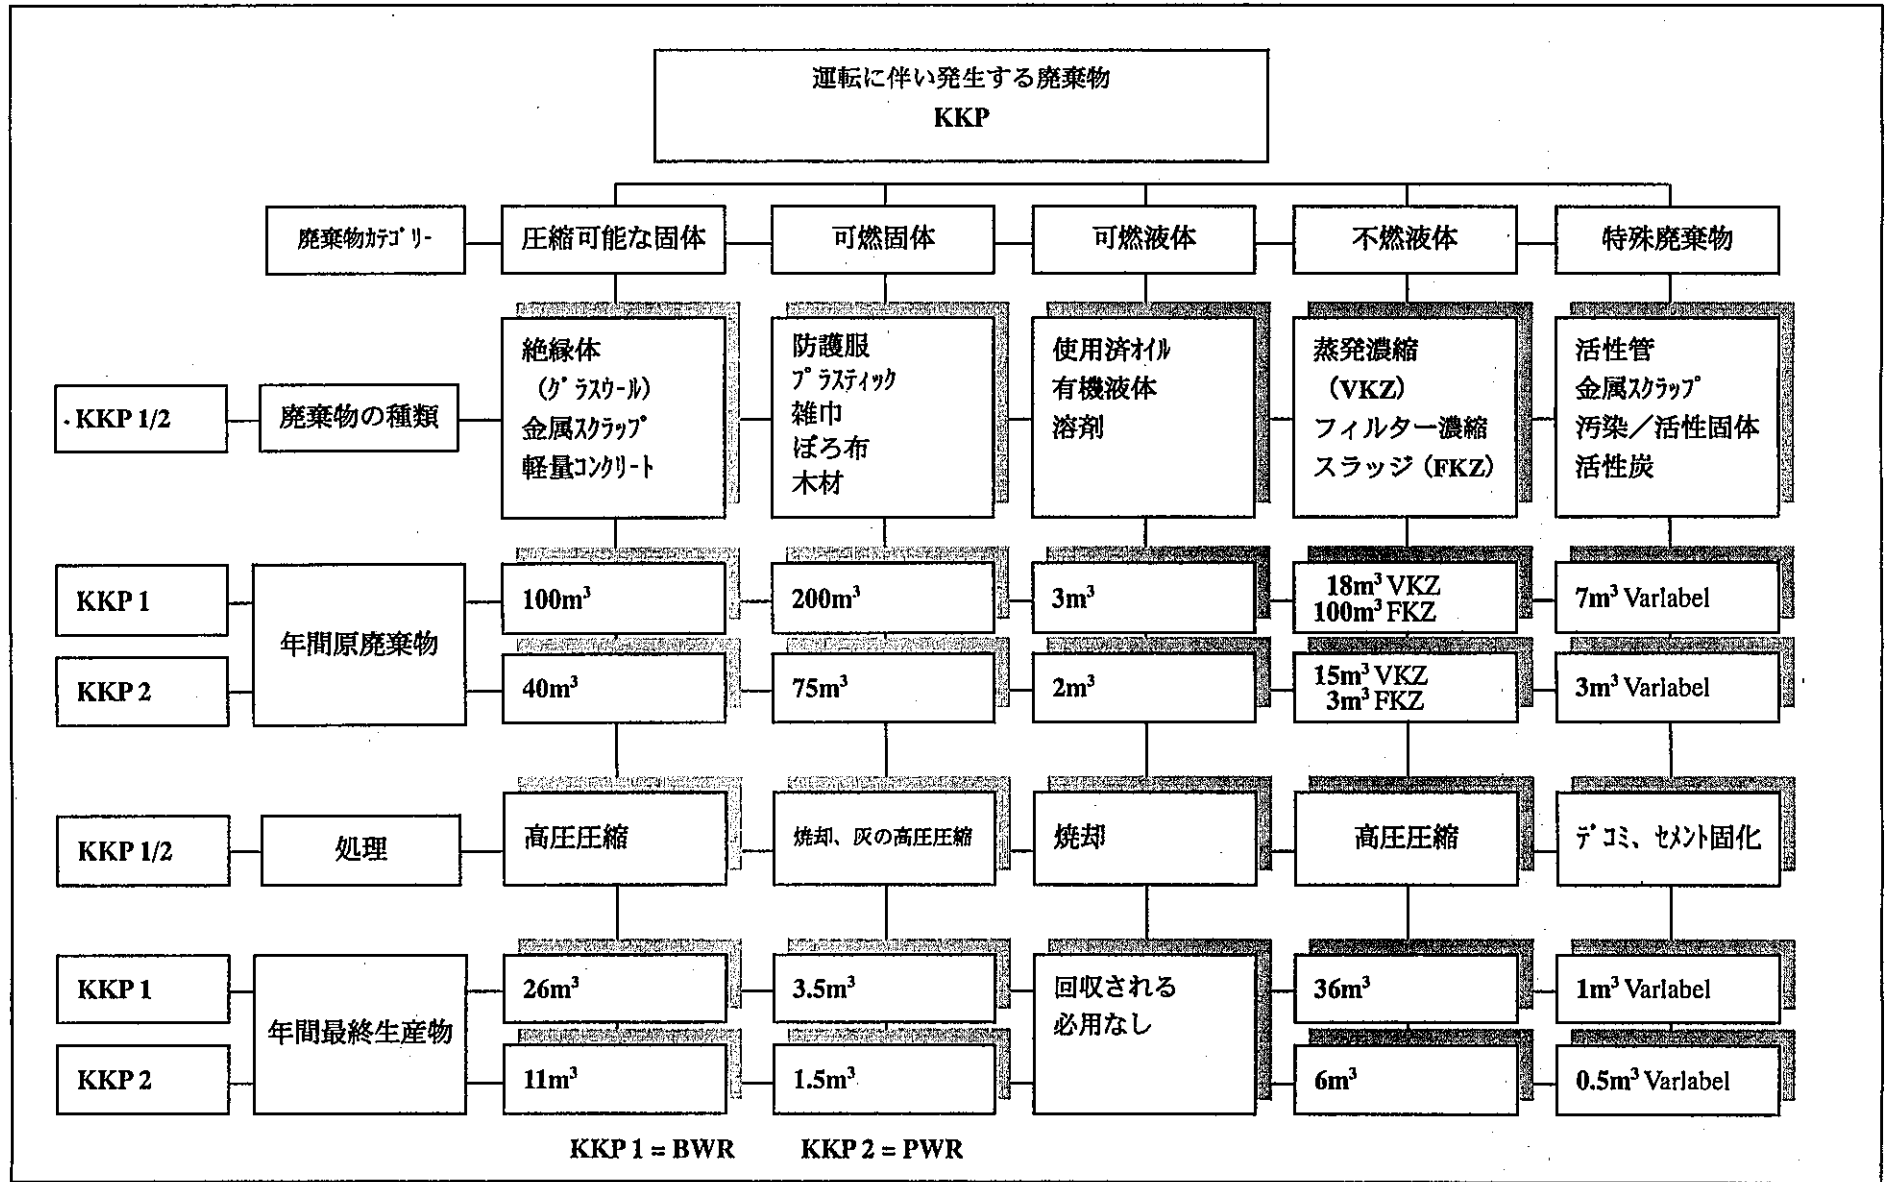 運転に伴い発生する廃棄物
KKP
廃棄物ｶﾃｺﾞﾘｰ
圧縮可能な固体
可燃固体
可燃液体
不燃液体
特殊廃棄物
KKP 1/2
廃棄物の種類
絶縁体
（ｸﾞﾗｽｳｰﾙ）
金属ｽｸﾗｯﾌﾟ
軽量ｺﾝｸﾘｰﾄ
防護服
ﾌﾟﾗｽﾃｨｯｸ
雑巾
ぼろ布
木材
使用済ｵｲﾙ
有機液体
溶剤
蒸発濃縮
（VKZ）
フィルター濃縮
スラッジ（FKZ）
活性管
金属ｽｸﾗｯﾌﾟ
汚染／活性固体
活性炭
KKP 1
年間原廃棄物
100m³
200m³
3m³
18m³ VKZ
100m³ FKZ
7m³ Varlabel
KKP 2
40m³
75m³
2m³
15m³ VKZ
3m³ FKZ
3m³ Varlabel
KKP 1/2
処理
高圧圧縮
焼却、灰の高圧圧縮
焼却
高圧圧縮
ﾃﾞｺﾐ、ｾﾒﾝﾄ固化
KKP 1
年間最終生産物
26m³
3.5m³
回収される
必用なし
36m³
1m³ Varlabel
KKP 2
11m³
1.5m³
6m³
0.5m³ Varlabel
KKP 1 = BWR KKP 2 = PWR